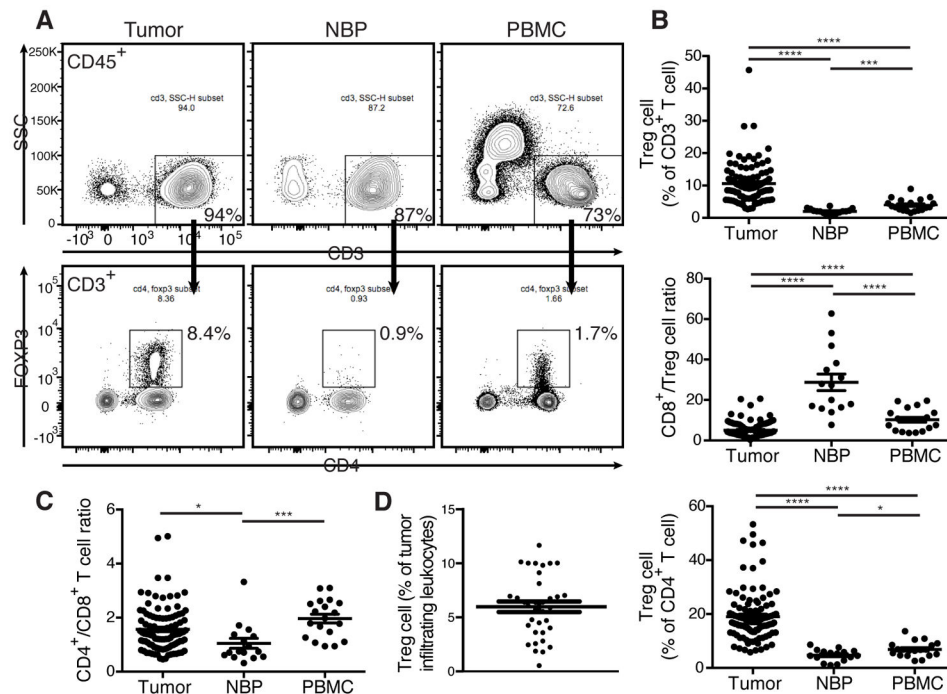 A
Tumor
NBP
PBMC
CD45+
250K
200K
150K
100K
50K
0
SSC
cd3, SSC-H subset
94.0
cd3, SSC-H subset
87.2
cd3, SSC-H subset
72.6
94%
87%
73%
-10³ 0 10³ 10⁴ 10⁵
CD3
CD3+
10⁵
10⁴
10³
0
-10³
FOXP3
cd4, foxp3 subset
8.36
cd4, foxp3 subset
0.93
cd4, foxp3 subset
1.66
8.4%
0.9%
1.7%
CD4
B
Treg cell
(% of CD3+ T cell)
50
40
30
20
10
0
****
****
***
Tumor NBP PBMC
CD8+/Treg cell ratio
80
60
40
20
0
****
****
****
Tumor NBP PBMC
Treg cell
(% of CD4+ T cell)
60
40
20
0
****
****
*
Tumor NBP PBMC
C
CD4+/CD8+ T cell ratio
6
4
2
0
*
***
Tumor NBP PBMC
D
Treg cell (% of tumor
infiltrating leukocytes)
15
10
5
0